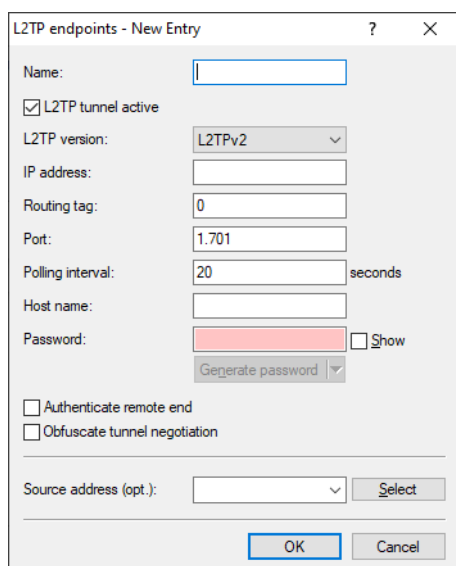 L2TP endpoints - New Entry ?
Name:
L2TP tunnel active
L2TP version: L2TPv2
IP address:
Routing tag: 0
Port: 1.701
Polling interval: 20 seconds
Host name:
Password: Show
Generate password
Authenticate remote end
Obfuscate tunnel negotiation
Source address (opt.): Select
OK Cancel